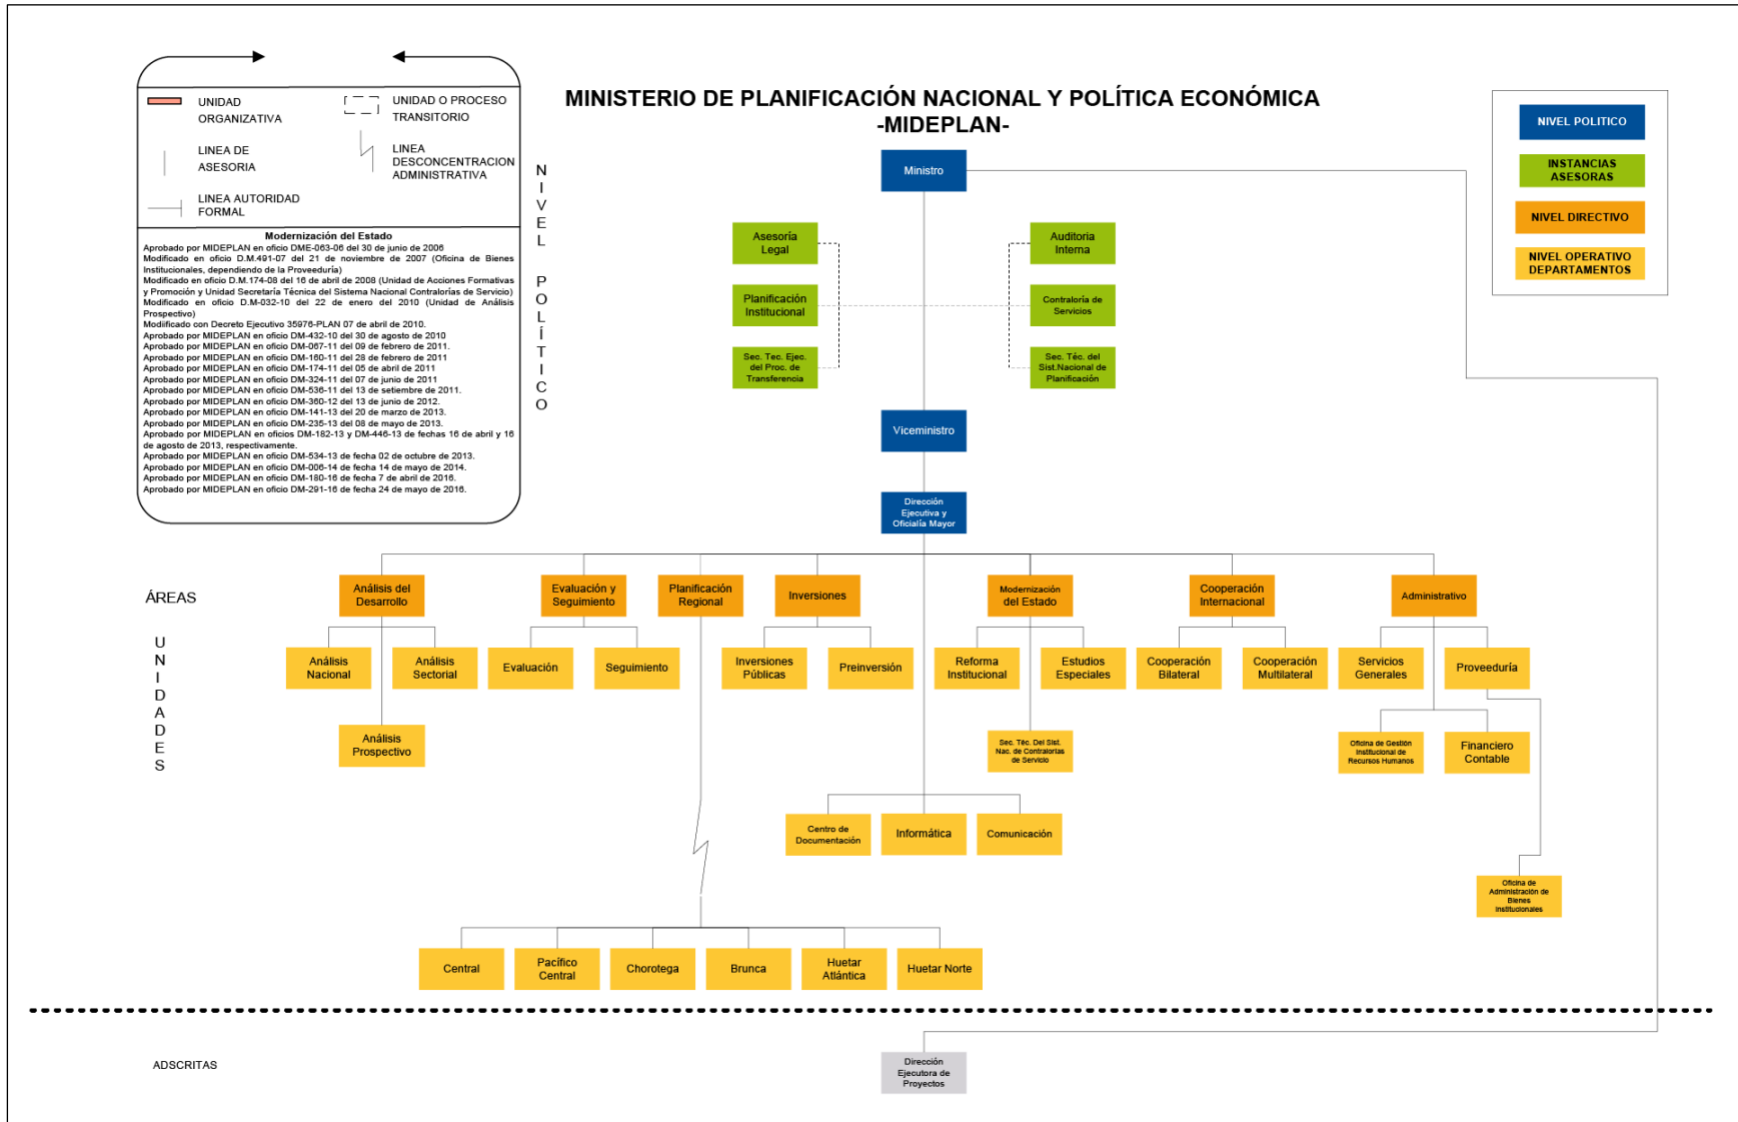 MINISTERIO DE PLANIFICACIÓN NACIONAL Y POLÍTICA ECONÓMICA
-MIDEPLAN-
UNIDAD
ORGANIZATIVA
UNIDAD O PROCESO
TRANSITORIO
LINEA DE
ASESORIA
LINEA
DESCONCENTRACION
ADMINISTRATIVA
LINEA AUTORIDAD
FORMAL
Modernización del Estado
Aprobado por MIDEPLAN en oficio DME-063-06 del 30 de junio de 2006
Modificado en oficio D.M.491-07 del 21 de noviembre de 2007 (Oficina de Bienes
Institucionales, dependiendo de la Proveeduría)
Modificado en oficio D.M.174-08 del 16 de abril de 2008 (Unidad de Acciones Formativas
y Promoción y Unidad Secretaría Técnica del Sistema Nacional Contralorías de Servicio)
Modificado en oficio D.M-032-10 del 22 de enero del 2010 (Unidad de Análisis
Prospectivo)
Modiificado con Decreto Ejecutivo 35976-PLAN 07 de abril de 2010.
Aprobado por MIDEPLAN en oficio DM-432-10 del 30 de agosto de 2010
Aprobado por MIDEPLAN en oficio DM-067-11 del 09 de febrero de 2011.
Aprobado por MIDEPLAN en oficio DM-160-11 del 28 de febrero de 2011
Aprobado por MIDEPLAN en oficio DM-174-11 del 05 de abril de 2011
Aprobado por MIDEPLAN en oficio DM-324-11 del 07 de junio de 2011
Aprobado por MIDEPLAN en oficio DM-536-11 del 13 de setiembre de 2011.
Aprobado por MIDEPLAN en oficio DM-360-12 del 13 de junio de 2012.
Aprobado por MIDEPLAN en oficio DM-141-13 del 20 de marzo de 2013.
Aprobado por MIDEPLAN en oficio DM-235-13 del 08 de mayo de 2013.
Aprobado por MIDEPLAN en oficios DM-182-13 y DM-446-13 de fechas 16 de abril y 16
de agosto de 2013, respectivamente.
Aprobado por MIDEPLAN en oficio DM-534-13 de fecha 02 de octubre de 2013.
Aprobado por MIDEPLAN en oficio DM-006-14 de fecha 14 de mayo de 2014.
Aprobado por MIDEPLAN en oficio DM-180-16 de fecha 7 de abril de 2016.
Aprobado por MIDEPLAN en oficio DM-291-16 de fecha 24 de mayo de 2016.
NIVEL POLITICO
INSTANCIAS
ASESORAS
NIVEL DIRECTIVO
NIVEL OPERATIVO
DEPARTAMENTOS
NIVEL POLÍTICO
Ministro
Asesoría
Legal
Auditoria
Interna
Planificación
Institucional
Contraloría de
Servicios
Sec. Tec. Ejec.
del Proc. de
Transferencia
Sec. Téc. del
Sist.Nacional de
Planificación
Viceministro
Dirección
Ejecutiva y
Oficialía Mayor
ÁREAS
Análisis del
Desarrollo
Evaluación y
Seguimiento
Planificación
Regional
Inversiones
Modernización
del Estado
Cooperación
Internacional
Administrativo
UNIDADES
Análisis
Nacional
Análisis
Sectorial
Evaluación
Seguimiento
Inversiones
Públicas
Preinversión
Reforma
Institucional
Estudios
Especiales
Cooperación
Bilateral
Cooperación
Multilateral
Servicios
Generales
Proveeduría
Análisis
Prospectivo
Sec. Téc. Del Sist.
Nac. de Contralorías
de Servicio
Oficina de Gestión
Institucional de
Recursos Humanos
Financiero
Contable
Centro de
Documentación
Informática
Comunicación
Oficina de
Administración de
Bienes
Institucionales
Central
Pacífico
Central
Chorotega
Brunca
Huetar
Atlántica
Huetar Norte
ADSCRITAS
Dirección
Ejecutora de
Proyectos